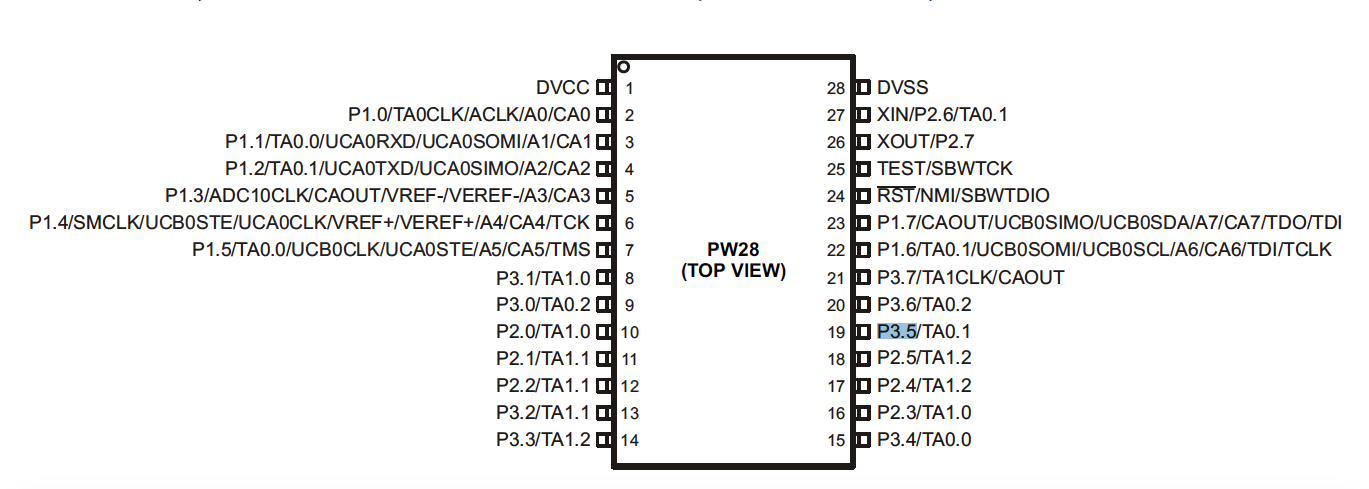 DVCC 1 28 DVSS
P1.0/TA0CLK/ACLK/A0/CA0 2 27 XIN/P2.6/TA0.1
P1.1/TA0.0/UCA0RXD/UCA0SOMI/A1/CA1 3 26 XOUT/P2.7
P1.2/TA0.1/UCA0TXD/UCA0SIMO/A2/CA2 4 25 TEST/SBWTCK
P1.3/ADC10CLK/CAOUT/VREF-/VEREF-/A3/CA3 5 24 RST/NMI/SBWTDIO
P1.4/SMCLK/UCB0STE/UCA0CLK/VREF+/VEREF+/A4/CA4/TCK 6 23 P1.7/CAOUT/UCB0SIMO/UCB0SDA/A7/CA7/TDO/TDI
P1.5/TA0.0/UCB0CLK/UCA0STE/A5/CA5/TMS 7 PW28 22 P1.6/TA0.1/UCB0SOMI/UCB0SCL/A6/CA6/TDI/TCLK
(TOP VIEW)
P3.1/TA1.0 8 21 P3.7/TA1CLK/CAOUT
P3.0/TA0.2 9 20 P3.6/TA0.2
P2.0/TA1.0 10 19 P3.5/TA0.1
P2.1/TA1.1 11 18 P2.5/TA1.2
P2.2/TA1.1 12 17 P2.4/TA1.2
P3.2/TA1.1 13 16 P2.3/TA1.0
P3.3/TA1.2 14 15 P3.4/TA0.0